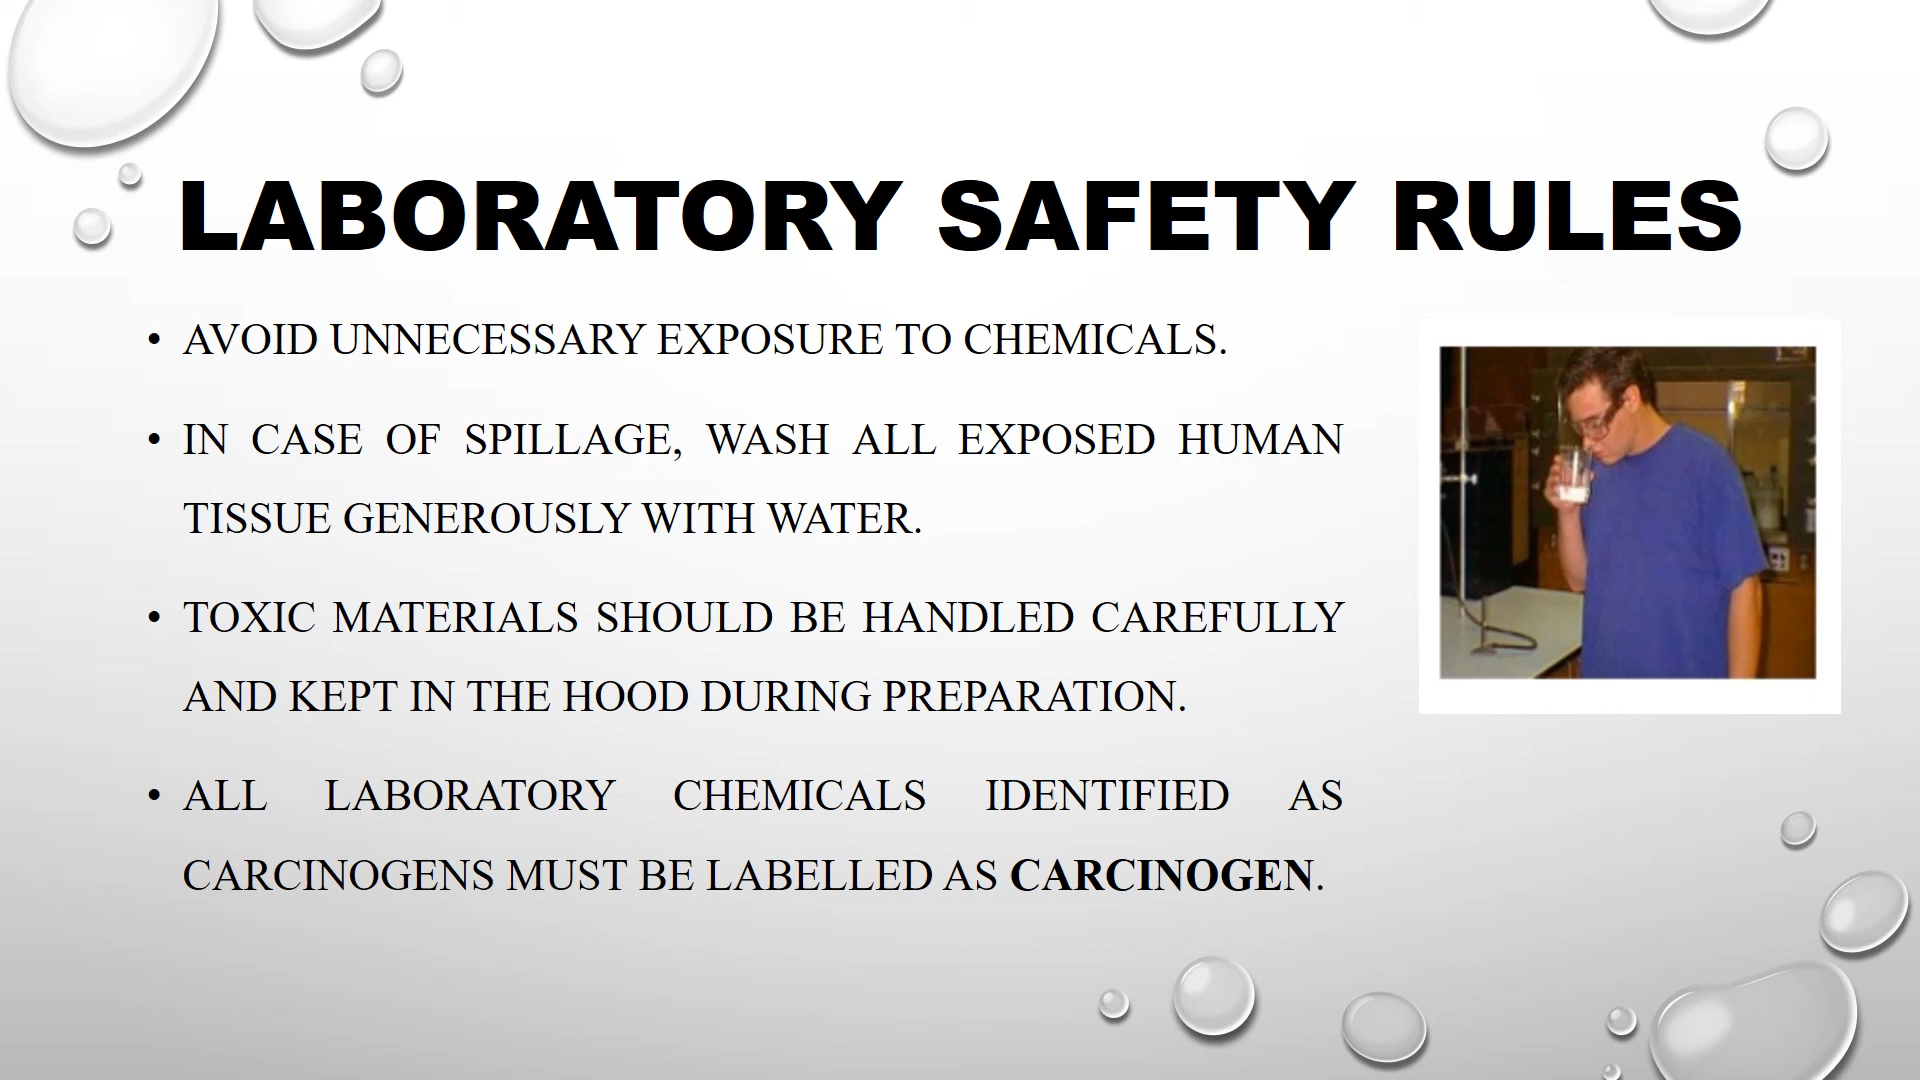 LABORATORY SAFETY RULES
• AVOID UNNECESSARY EXPOSURE TO CHEMICALS.
• IN CASE OF SPILLAGE, WASH ALL EXPOSED HUMAN
TISSUE GENEROUSLY WITH WATER.
• TOXIC MATERIALS SHOULD BE HANDLED CAREFULLY
AND KEPT IN THE HOOD DURING PREPARATION.
• ALL LABORATORY CHEMICALS IDENTIFIED AS
CARCINOGENS MUST BE LABELLED AS CARCINOGEN.